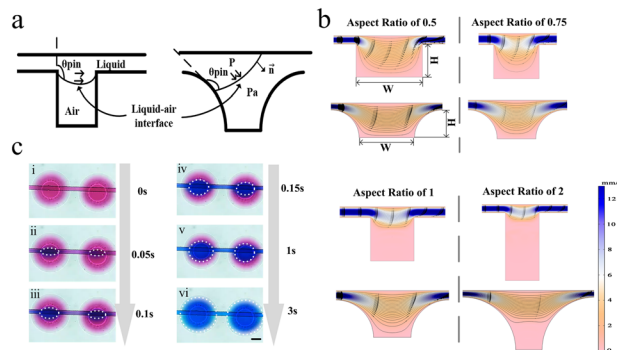 a
θpin
Liquid
Air
Liquid-air
interface
θpin
P
n
Pa
b
Aspect Ratio of 0.5
Aspect Ratio of 0.75
H
W
H
W
Aspect Ratio of 1
Aspect Ratio of 2
12
10
8
6
4
2
0
c
i
0s
ii
0.05s
iii
0.1s
iv
0.15s
v
1s
vi
3s